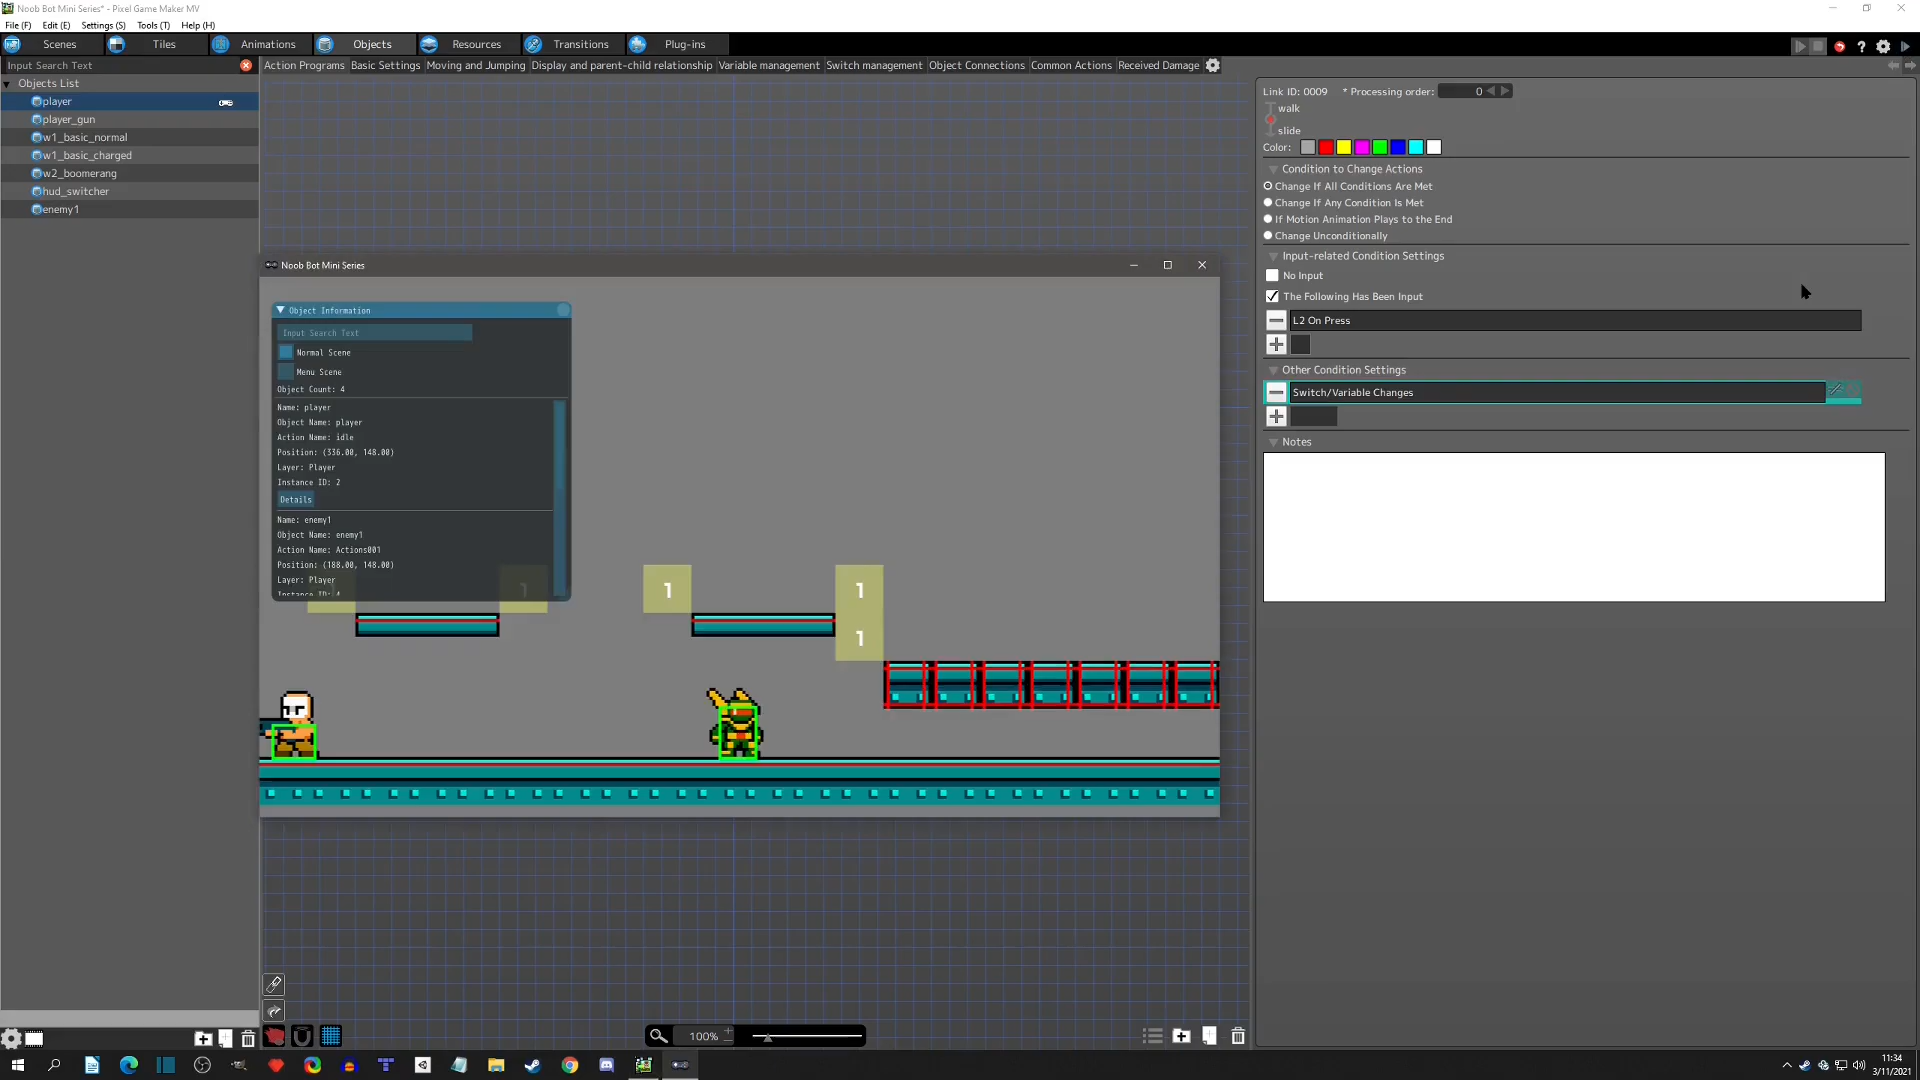 Noob Bot Mini Series* - Pixel Game Maker MV
File (F) Edit (E) Settings (S) Tools (T) Help (H)
Scenes Tiles Animations Objects Resources Transitions Plug-ins
Input Search Text
Action Programs Basic Settings Moving and Jumping Display and parent-child relationship Variable management Switch management Object Connections Common Actions Received Damage
Objects List
player
player_gun
w1_basic_normal
w1_basic_charged
w2_boomerang
hud_switcher
enemy1
Noob Bot Mini Series
Object Information
Input Search Text
Normal Scene
Menu Scene
Object Count: 4
Name: player
Object Name: player
Action Name: idle
Position: (336.00, 148.00)
Layer: Player
Instance ID: 2
Details
Name: enemy1
Object Name: enemy1
Action Name: Actions001
Position: (188.00, 148.00)
Layer: Player
Instance ID: 4
1 1 1
1
100%
Link ID: 0009 * Processing order: 0
walk
slide
Color:
Condition to Change Actions
Change If All Conditions Are Met
Change If Any Condition Is Met
If Motion Animation Plays to the End
Change Unconditionally
Input-related Condition Settings
No Input
The Following Has Been Input
L2 On Press
Other Condition Settings
Switch/Variable Changes
Notes
11:34
3/11/2021